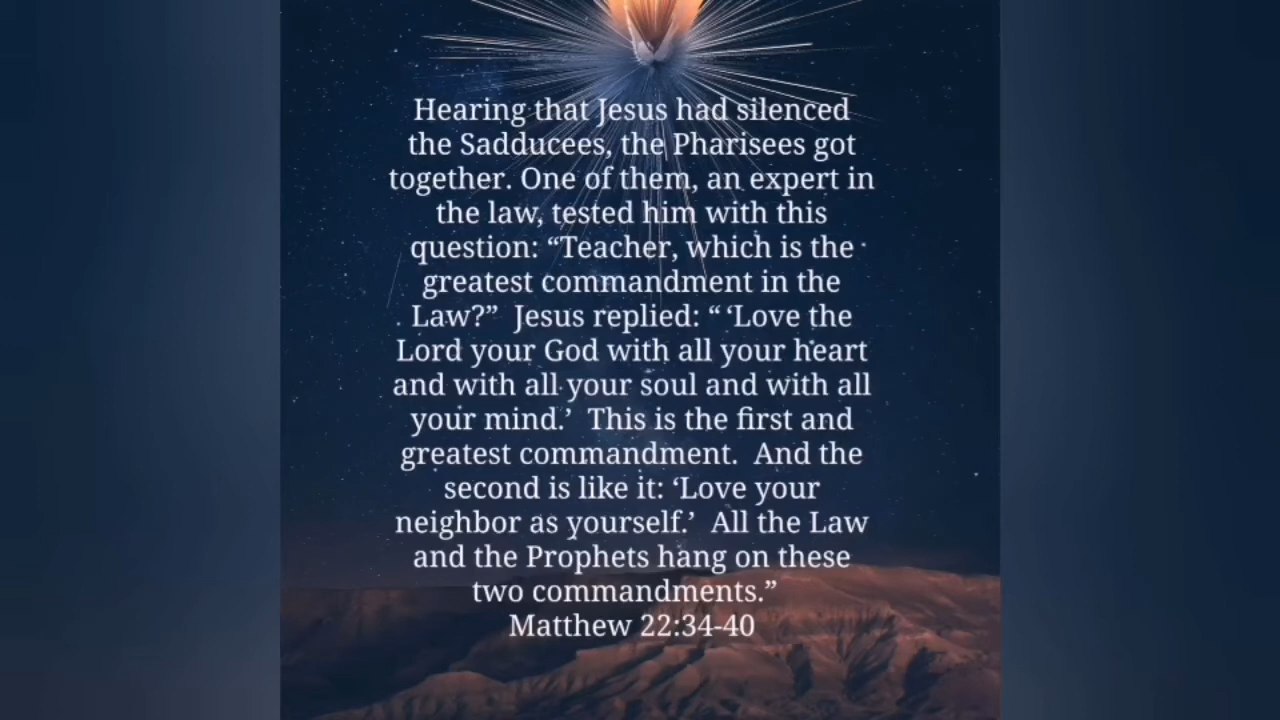 Hearing that Jesus had silenced
the Sadducees, the Pharisees got
together. One of them, an expert in
the law, tested him with this
question: “Teacher, which is the
greatest commandment in the
Law?”  Jesus replied: “ ‘Love the
Lord your God with all your heart
and with all your soul and with all
your mind.’  This is the first and
greatest commandment.  And the
second is like it: ‘Love your
neighbor as yourself.’  All the Law
and the Prophets hang on these
two commandments.”
Matthew 22:34-40